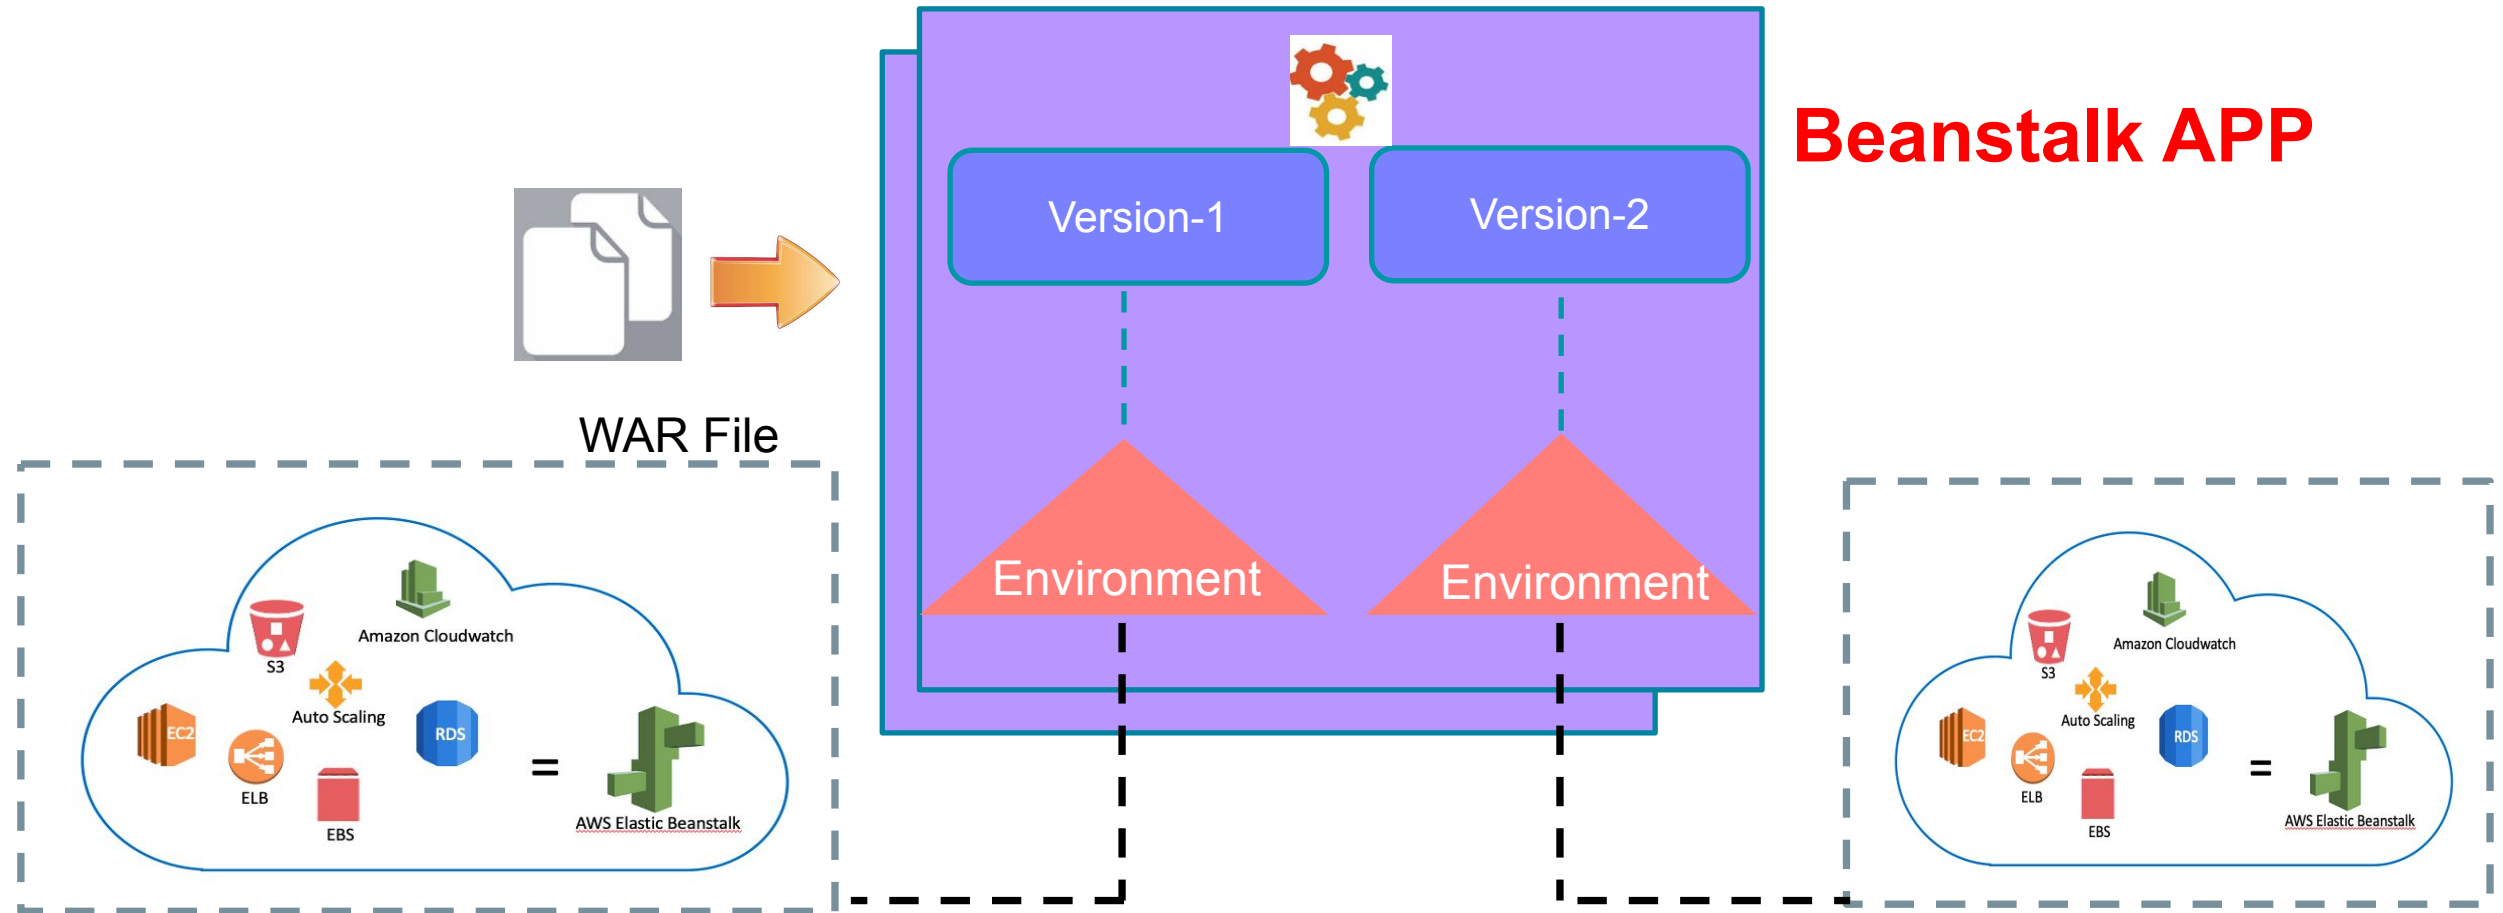 Beanstalk APP
Version-1
Version-2
WAR File
Environment
Environment
Amazon Cloudwatch
S3
Auto Scaling
EC2
RDS
ELB
=
EBS
AWS Elastic Beanstalk
Amazon Cloudwatch
S3
Auto Scaling
EC2
RDS
ELB
=
EBS
AWS Elastic Beanstalk